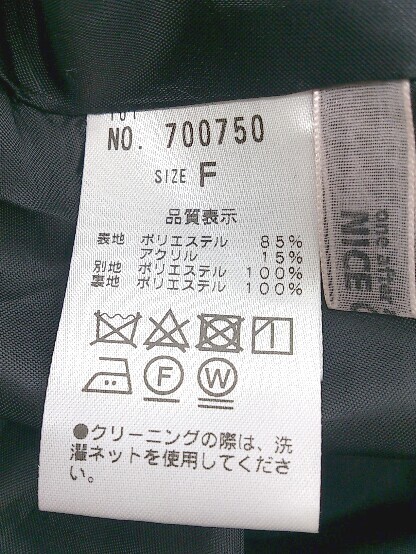 NO. 700750
SIZE F
品質表示
表地 ポリエステル 85%
アクリル 15%
別地 ポリエステル 100%
裏地 ポリエステル 100%
F W
●クリーニングの際は、洗
濯ネットを使用してくださ
い。
one after
NICE